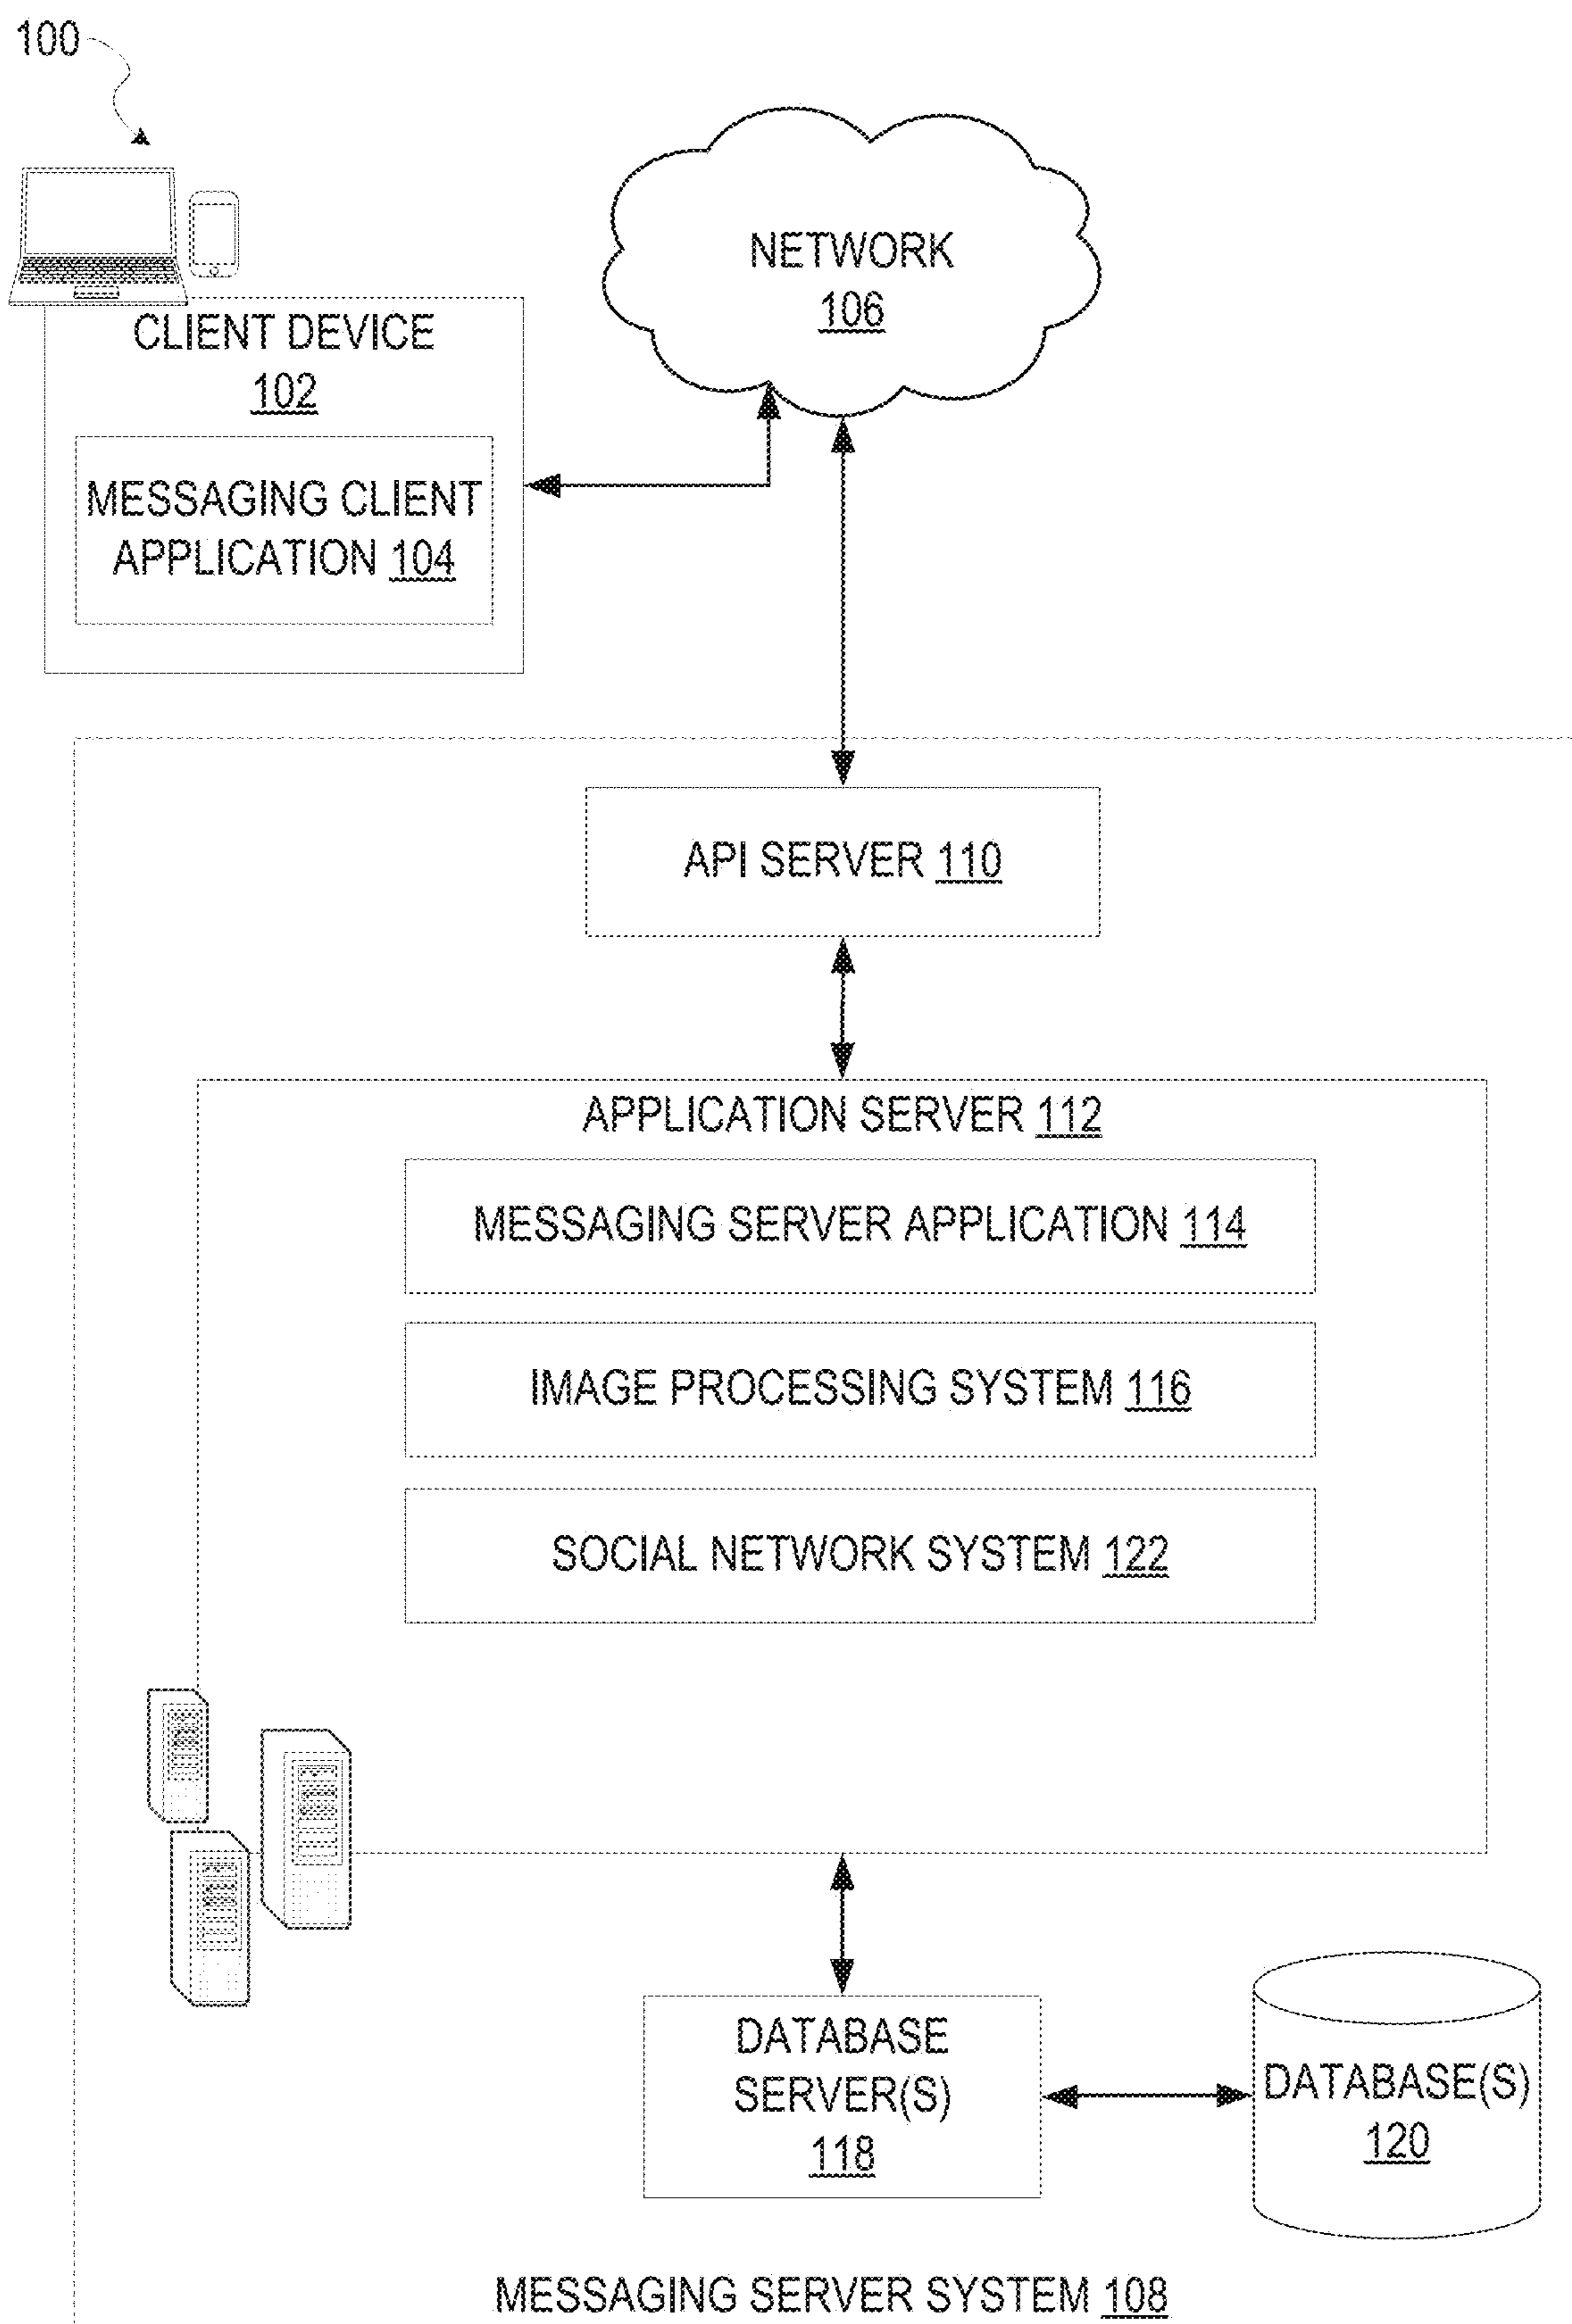 100
NETWORK
106
CLIENT DEVICE
102
MESSAGING CLIENT
APPLICATION 104
API SERVER 110
APPLICATION SERVER 112
MESSAGING SERVER APPLICATION 114
IMAGE PROCESSING SYSTEM 116
SOCIAL NETWORK SYSTEM 122
DATABASE
SERVER(S)
118
DATABASE(S)
120
MESSAGING SERVER SYSTEM 108